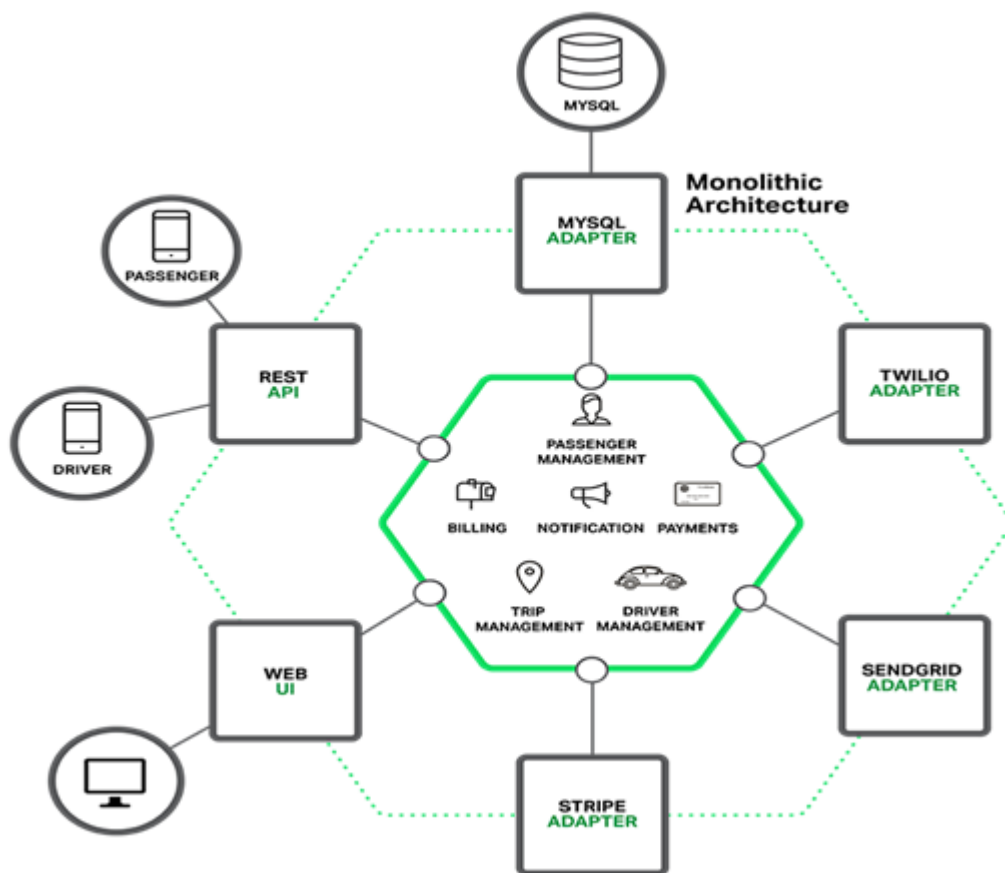 MYSQL
Monolithic
Architecture
MYSQL
ADAPTER
PASSENGER
REST
API
TWILIO
ADAPTER
DRIVER
PASSENGER
MANAGEMENT
BILLING
NOTIFICATION
PAYMENTS
TRIP
MANAGEMENT
DRIVER
MANAGEMENT
WEB
UI
SENDGRID
ADAPTER
STRIPE
ADAPTER